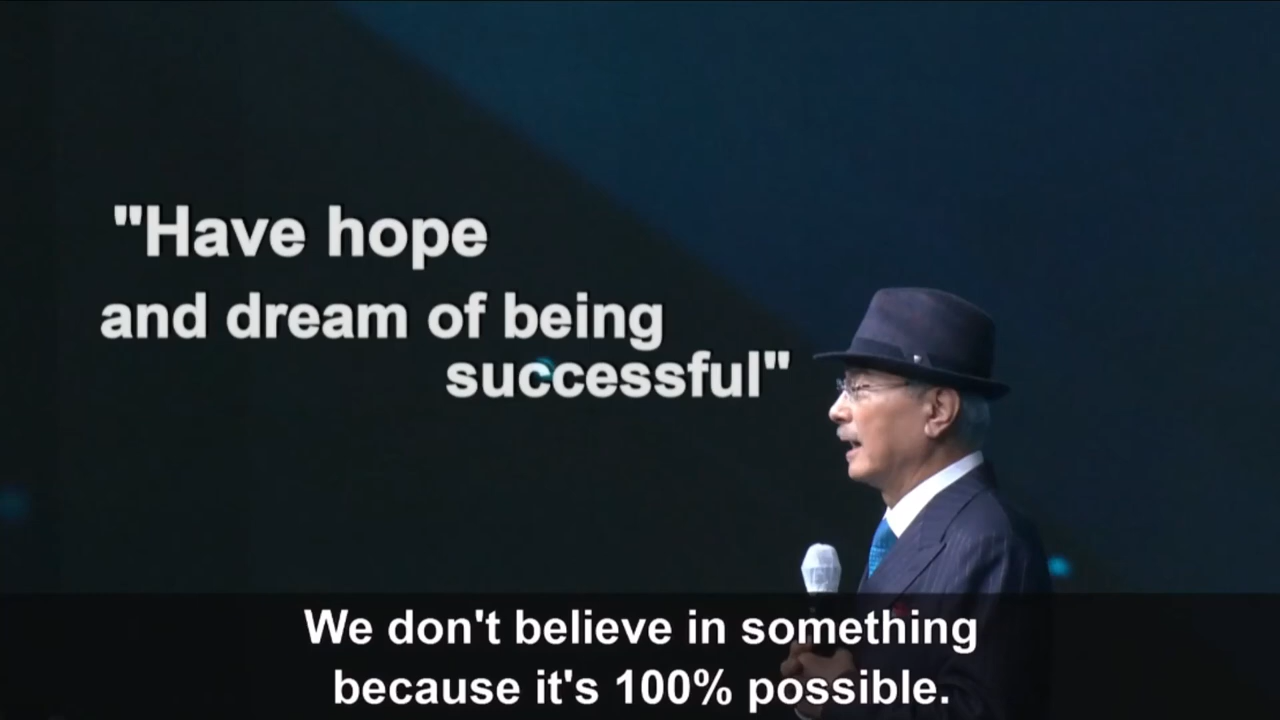 "Have hope
and dream of being
successful"
We don't believe in something
because it's 100% possible.